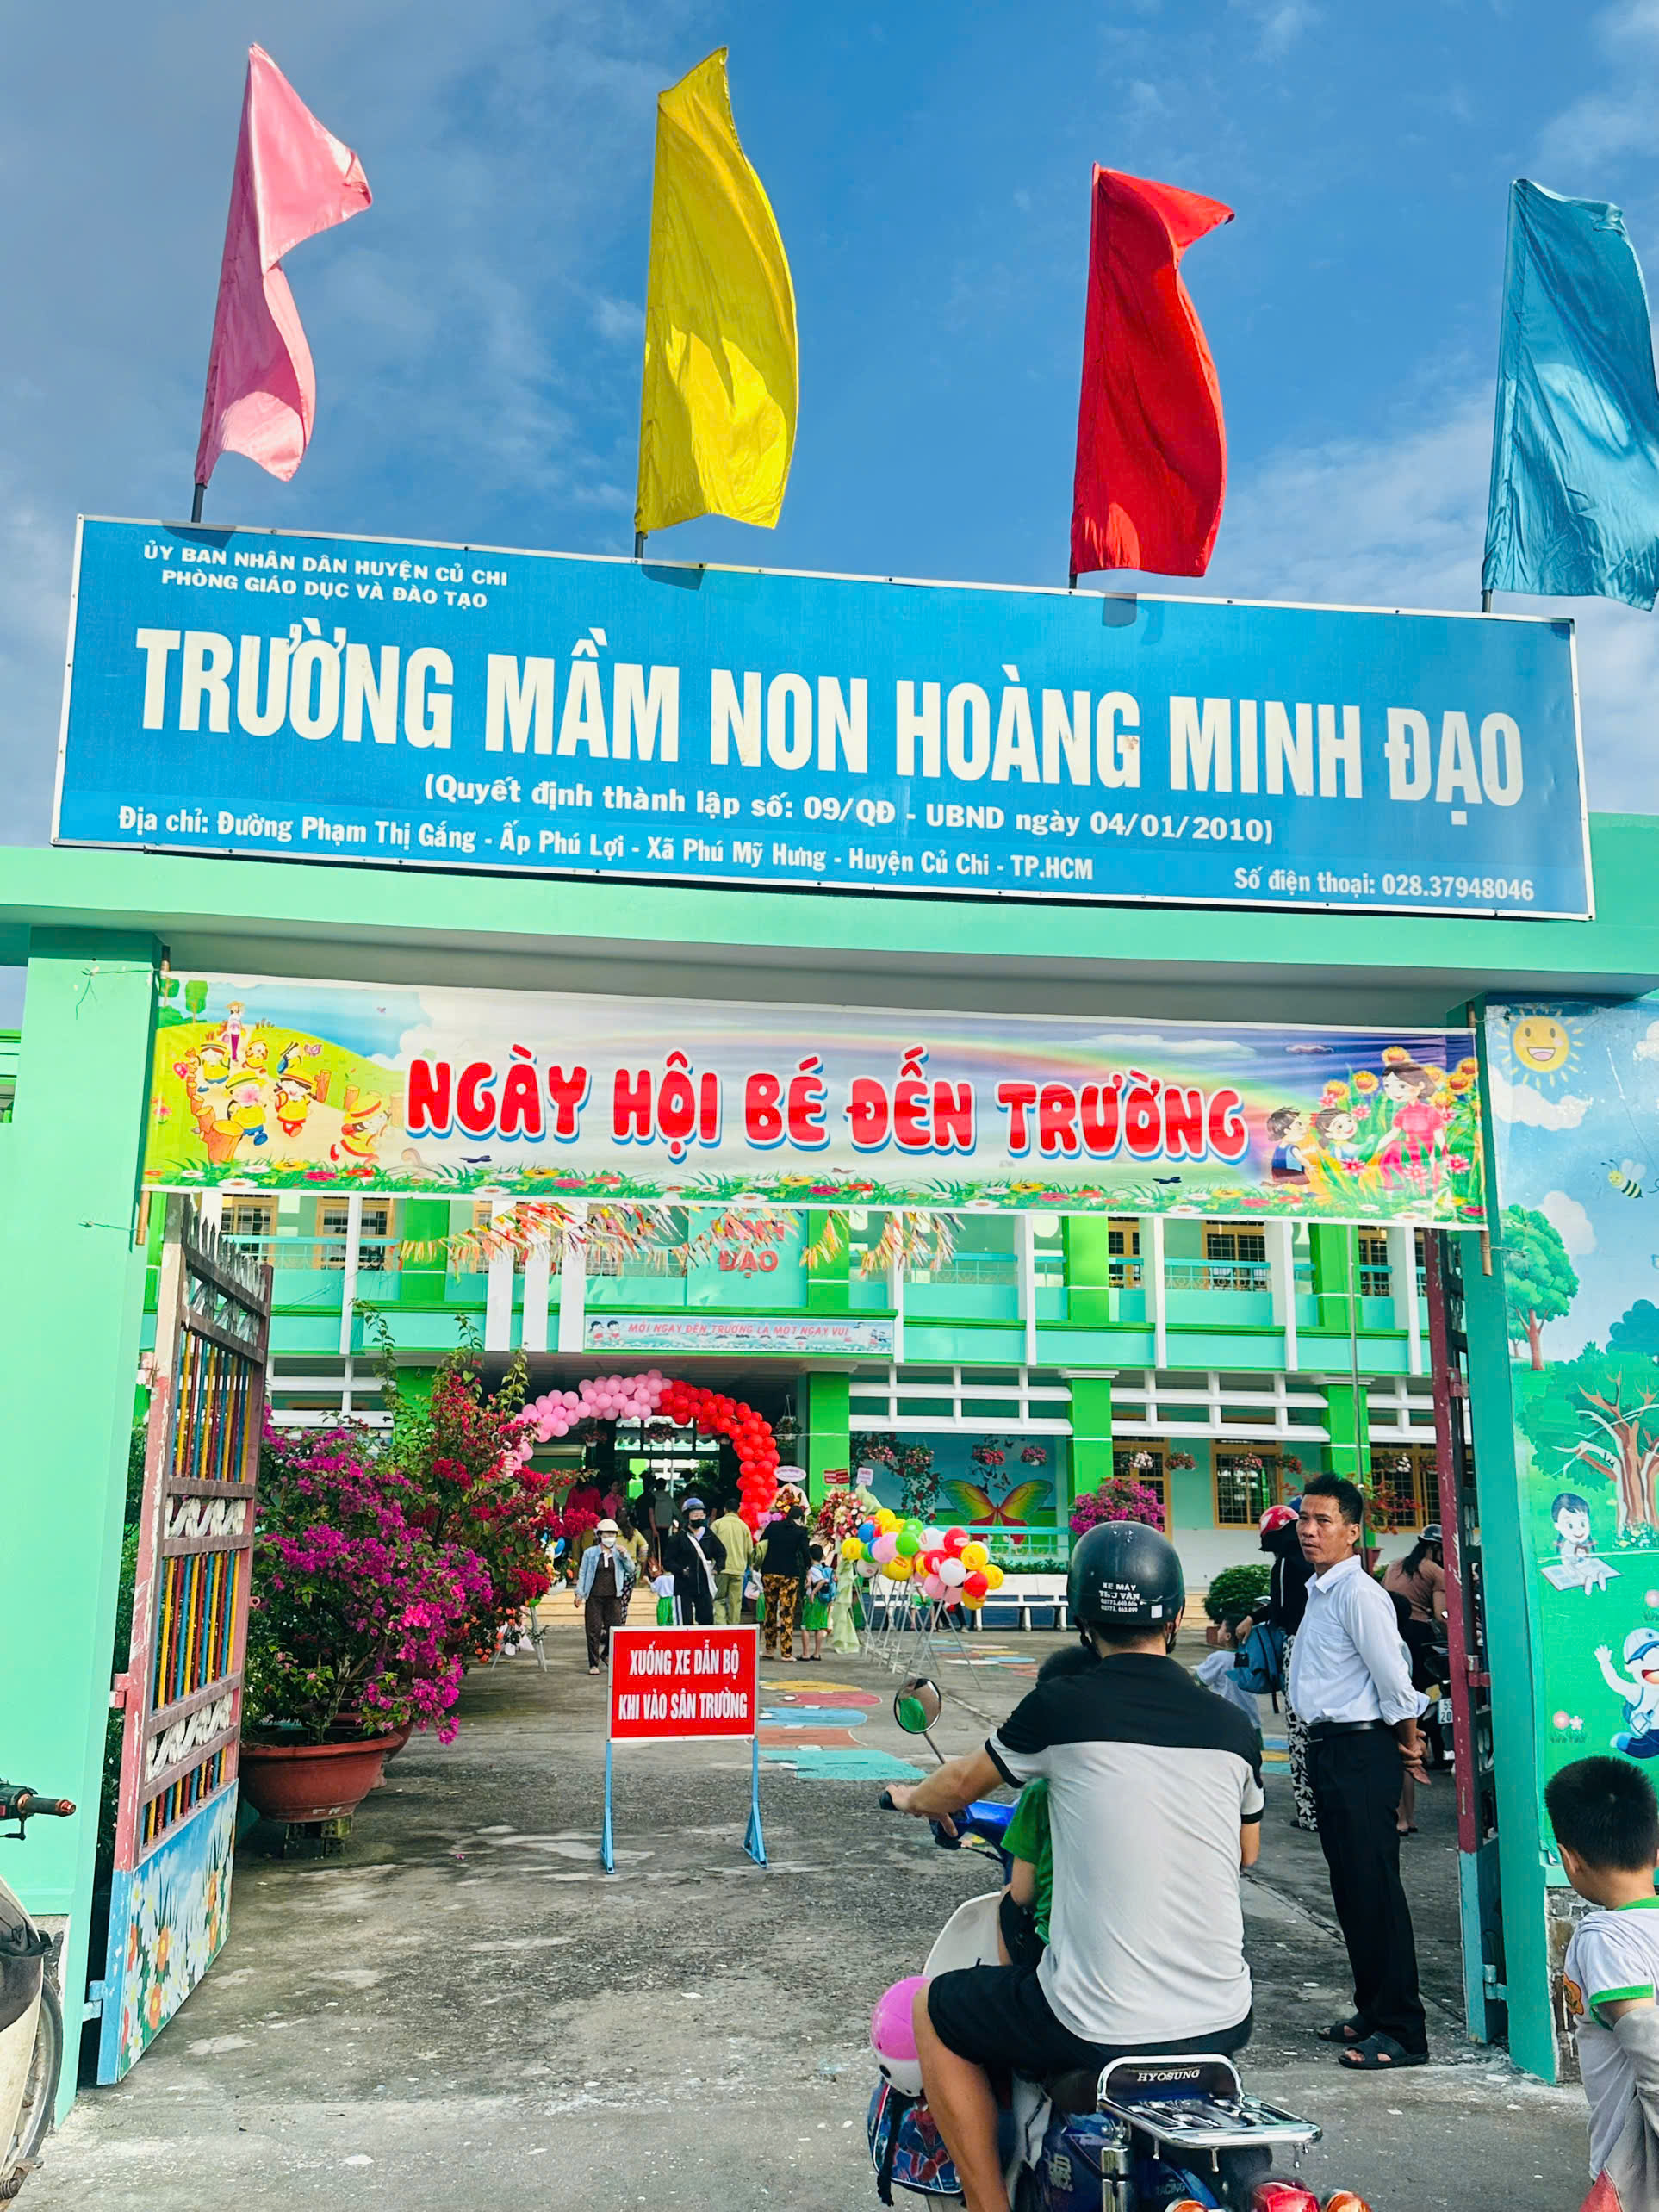 ỦY BAN NHÂN DÂN HUYỆN CỦ CHI
PHÒNG GIÁO DỤC VÀ ĐÀO TẠO
TRƯỜNG MẦM NON HOÀNG MINH ĐẠO
(Quyết định thành lập số: 09/QĐ - UBND ngày 04/01/2010)
Địa chỉ: Đường Phạm Thị Gắng - Ấp Phú Lợi - Xã Phú Mỹ Hưng - Huyện Củ Chi - TP.HCM
Số điện thoại: 028.37948046
NGÀY HỘI BÉ ĐẾN TRƯỜNG
ĐẠO
MỖI NGÀY ĐẾN TRƯỜNG LÀ MỘT NGÀY VUI
XUỐNG XE DẪN BỘ
KHI VÀO SÂN TRƯỜNG
XE MÁY
HYOSUNG